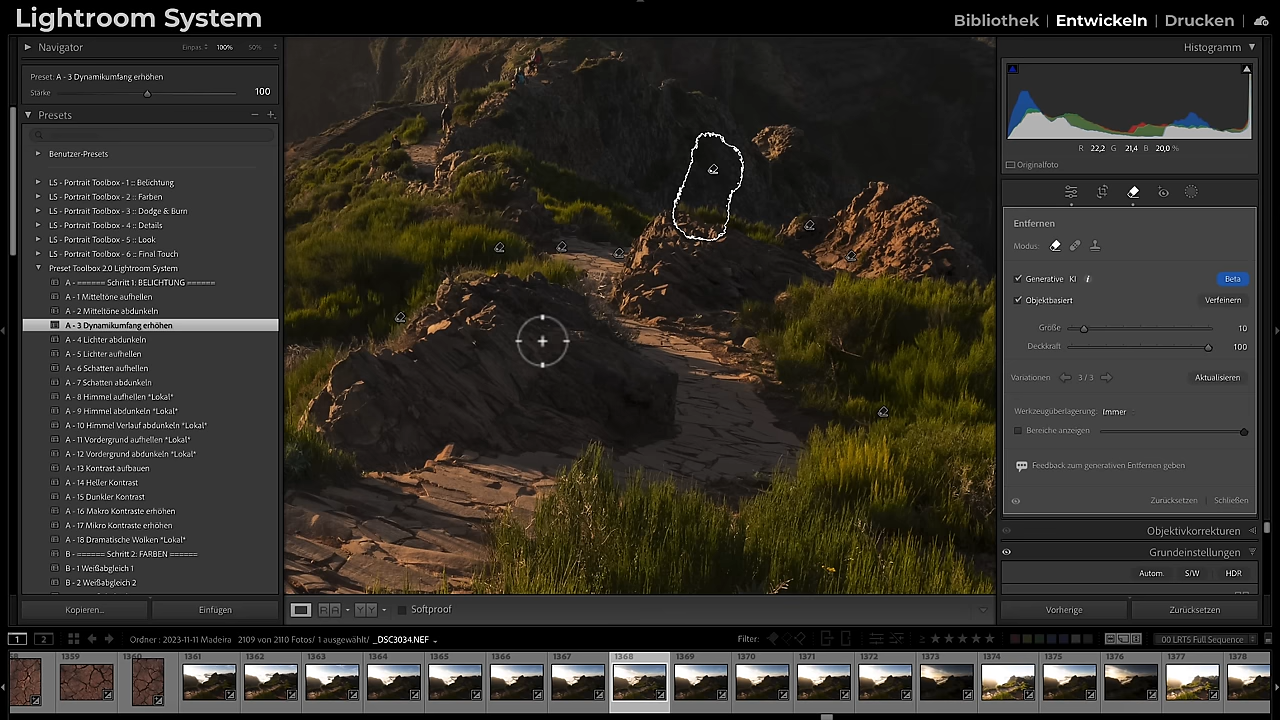 Lightroom System
Bibliothek | Entwickeln | Drucken |
Navigator Einpas. 100% 50%
Histogramm
Preset: A - 3 Dynamikumfang erhöhen
Stärke 100
Presets
Benutzer-Presets
LS - Portrait Toolbox - 1 :: Belichtung
LS - Portrait Toolbox - 2 :: Farben
LS - Portrait Toolbox - 3 :: Dodge & Burn
LS - Portrait Toolbox - 4 :: Details
LS - Portrait Toolbox - 5 :: Look
LS - Portrait Toolbox - 6 :: Final Touch
Preset Toolbox 2.0 Lightroom System
A - ====== Schritt 1: BELICHTUNG ======
A - 1 Mitteltöne aufhellen
A - 2 Mitteltöne abdunkeln
A - 3 Dynamikumfang erhöhen
A - 4 Lichter abdunkeln
A - 5 Lichter aufhellen
A - 6 Schatten aufhellen
A - 7 Schatten abdunkeln
A - 8 Himmel aufhellen *Lokal*
A - 9 Himmel abdunkeln *Lokal*
A - 10 Himmel Verlauf abdunkeln *Lokal*
A - 11 Vordergrund aufhellen *Lokal*
A - 12 Vordergrund abdunkeln *Lokal*
A - 13 Kontrast aufbauen
A - 14 Heller Kontrast
A - 15 Dunkler Kontrast
A - 16 Makro Kontraste erhöhen
A - 17 Mikro Kontraste erhöhen
A - 18 Dramatische Wolken *Lokal*
B - ====== Schritt 2: FARBEN ======
B - 1 Weißabgleich 1
B - 2 Weißabgleich 2
Kopieren... Einfügen
R 22,2 G 21,4 B 20,0 %
Originalfoto
Entfernen
Modus:
Generative KI i Beta
Objektbasiert Verfeinern
Größe 10
Deckkraft 100
Variationen 3 / 3 Aktualisieren
Werkzeugüberlagerung: Immer
Bereiche anzeigen
Feedback zum generativen Entfernen geben
Zurücksetzen Schließen
Objektivkorrekturen
Grundeinstellungen
Autom. S/W HDR
Vorherige Zurücksetzen
R A Y Y Softproof
1 2 Ordner : 2023-11-11 Madeira 2109 von 2110 Fotos/ 1 ausgewählt/ _DSC3034.NEF
Filter: ≥ ★★★★★ 00 LRTS Full Sequence
58 1359 1360 1361 1362 1363 1364 1365 1366 1367 1368 1369 1370 1371 1372 1373 1374 1375 1376 1377 1378